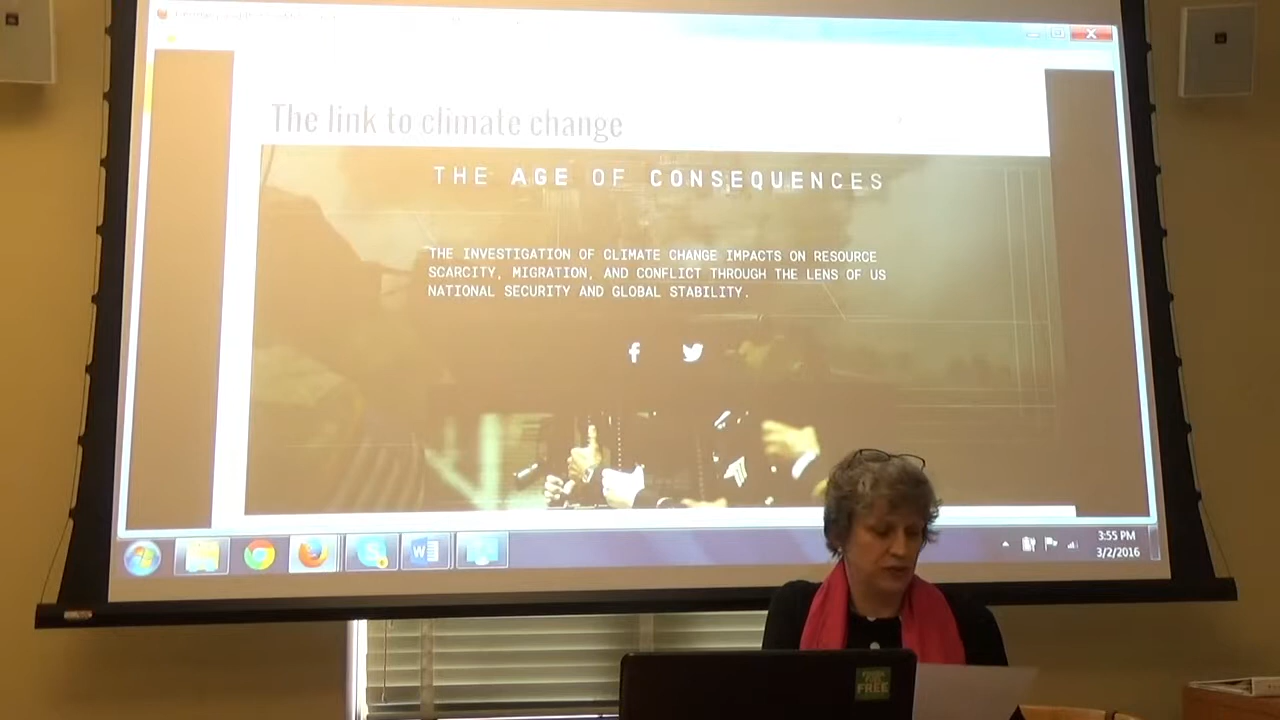 The link to climate change
THE AGE OF CONSEQUENCES
THE INVESTIGATION OF CLIMATE CHANGE IMPACTS ON RESOURCE
SCARCITY, MIGRATION, AND CONFLICT THROUGH THE LENS OF US
NATIONAL SECURITY AND GLOBAL STABILITY.
3:55 PM
3/2/2016
FREE